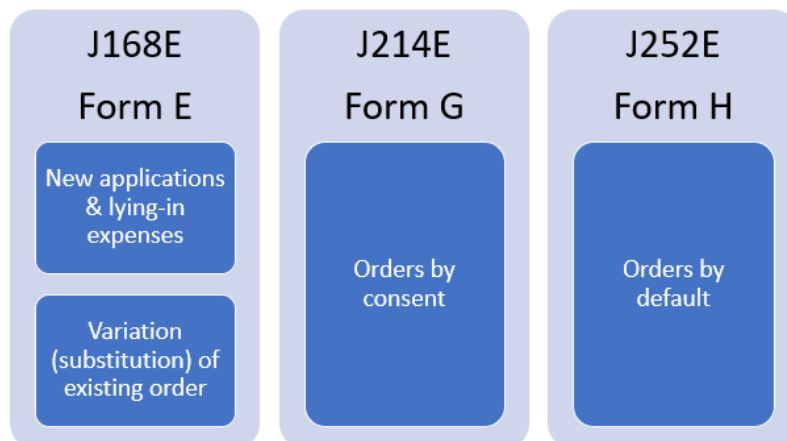 J168E
Form E
New applications
& lying-in
expenses
Variation
(substitution) of
existing order
J214E
Form G
Orders by
consent
J252E
Form H
Orders by
default